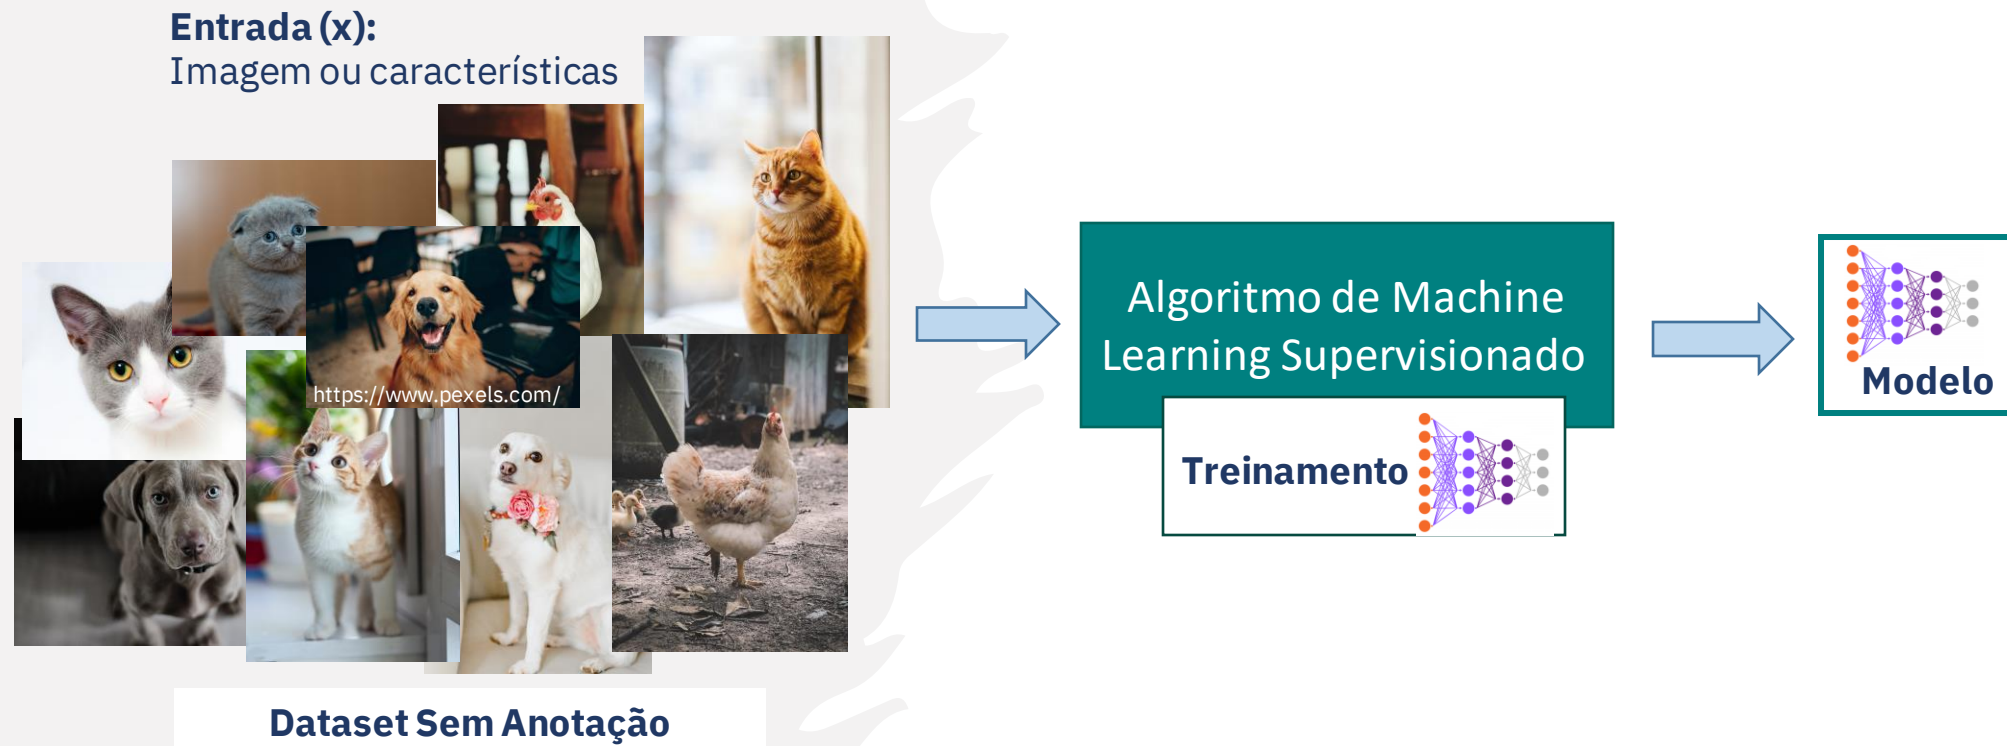 Entrada (x):
Imagem ou características
https://www.pexels.com/
Dataset Sem Anotação
Algoritmo de Machine
Learning Supervisionado
Treinamento
Modelo